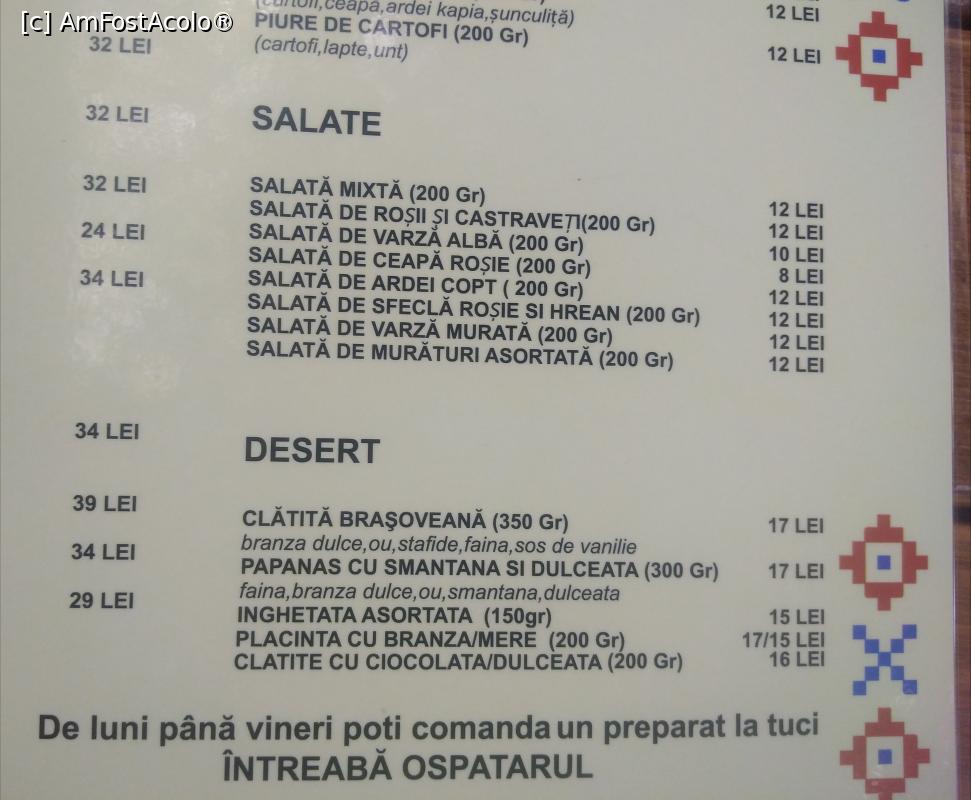 [c] AmFostAcolo®
(cartofi,ceapa,ardei kapia,șunculiță) 12 LEI
PIURE DE CARTOFI (200 Gr)
32 LEI (cartofi,lapte,unt) 12 LEI
32 LEI SALATE
32 LEI SALATĂ MIXTĂ (200 Gr) 12 LEI
SALATĂ DE ROȘII ȘI CASTRAVEȚI(200 Gr) 12 LEI
24 LEI SALATĂ DE VARZĂ ALBĂ (200 Gr) 10 LEI
SALATĂ DE CEAPĂ ROȘIE (200 Gr) 8 LEI
34 LEI SALATĂ DE ARDEI COPT ( 200 Gr) 12 LEI
SALATĂ DE SFECLĂ ROȘIE SI HREAN (200 Gr) 12 LEI
SALATĂ DE VARZĂ MURATĂ (200 Gr) 12 LEI
SALATĂ DE MURĂTURI ASORTATĂ (200 Gr) 12 LEI
34 LEI DESERT
39 LEI CLĂTITĂ BRAŞOVEANĂ (350 Gr) 17 LEI
branza dulce,ou,stafide,faina,sos de vanilie
34 LEI PAPANAS CU SMANTANA SI DULCEATA (300 Gr) 17 LEI
faina,branza dulce,ou,smantana,dulceata
29 LEI INGHETATA ASORTATA (150gr) 15 LEI
PLACINTA CU BRANZA/MERE (200 Gr) 17/15 LEI
CLATITE CU CIOCOLATA/DULCEATA (200 Gr) 16 LEI
De luni până vineri poti comanda un preparat la tuci
ÎNTREABĂ OSPATARUL